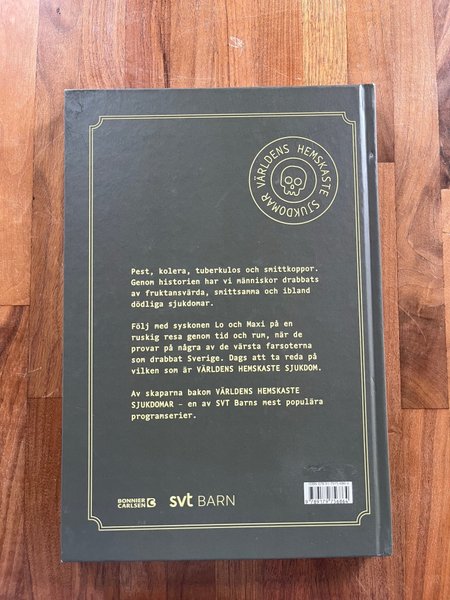 VÄRLDENS HEMSKASTE SJUKDOMAR
Pest, kolera, tuberkulos och smittkoppor.
Genom historien har vi människor drabbats
av fruktansvärda, smittsamma och ibland
dödliga sjukdomar.
Följ med syskonen Lo och Maxi på en
ruskig resa genom tid och rum, när de
provar på några av de värsta farsoterna
som drabbat Sverige. Dags att ta reda på
vilken som är VÄRLDENS HEMSKASTE SJUKDOM.
Av skaparna bakom VÄRLDENS HEMSKASTE
SJUKDOMAR – en av SVT Barns mest populära
programserier.
BONNIER
CARLSEN
svt BARN